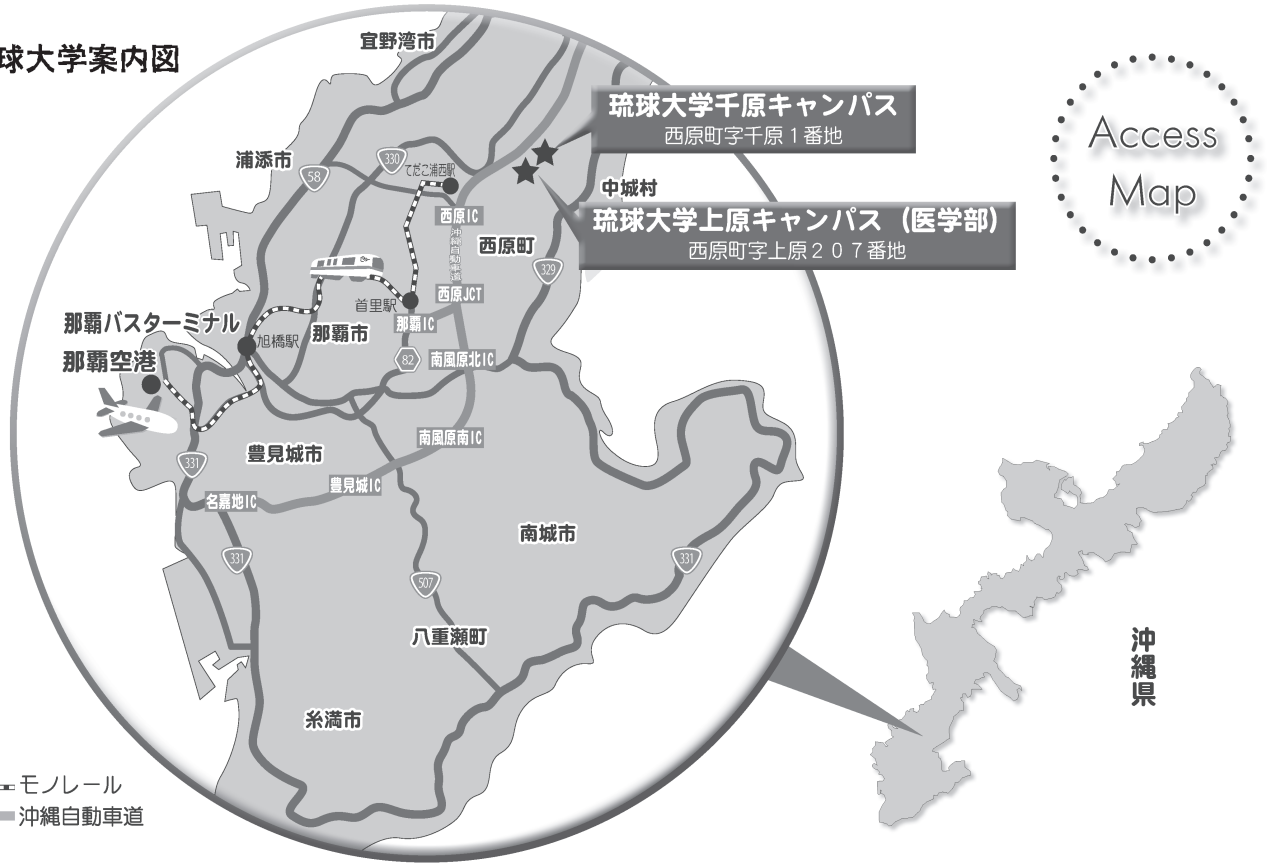 球大学案内図
宜野湾市
琉球大学千原キャンパス
西原町字千原1番地
Access
Map
浦添市
58
330
てだこ浦西駅
中城村
西原IC
琉球大学上原キャンパス（医学部）
西原町字上原２０７番地
沖縄自動車道
西原町
329
首里駅
西原JCT
那覇バスターミナル
旭橋駅
那覇市
那覇IC
那覇空港
82
南風原北IC
南風原南IC
331
豊見城市
豊見城IC
名嘉地IC
南城市
331
331
507
八重瀬町
沖縄県
糸満市
モノレール
沖縄自動車道